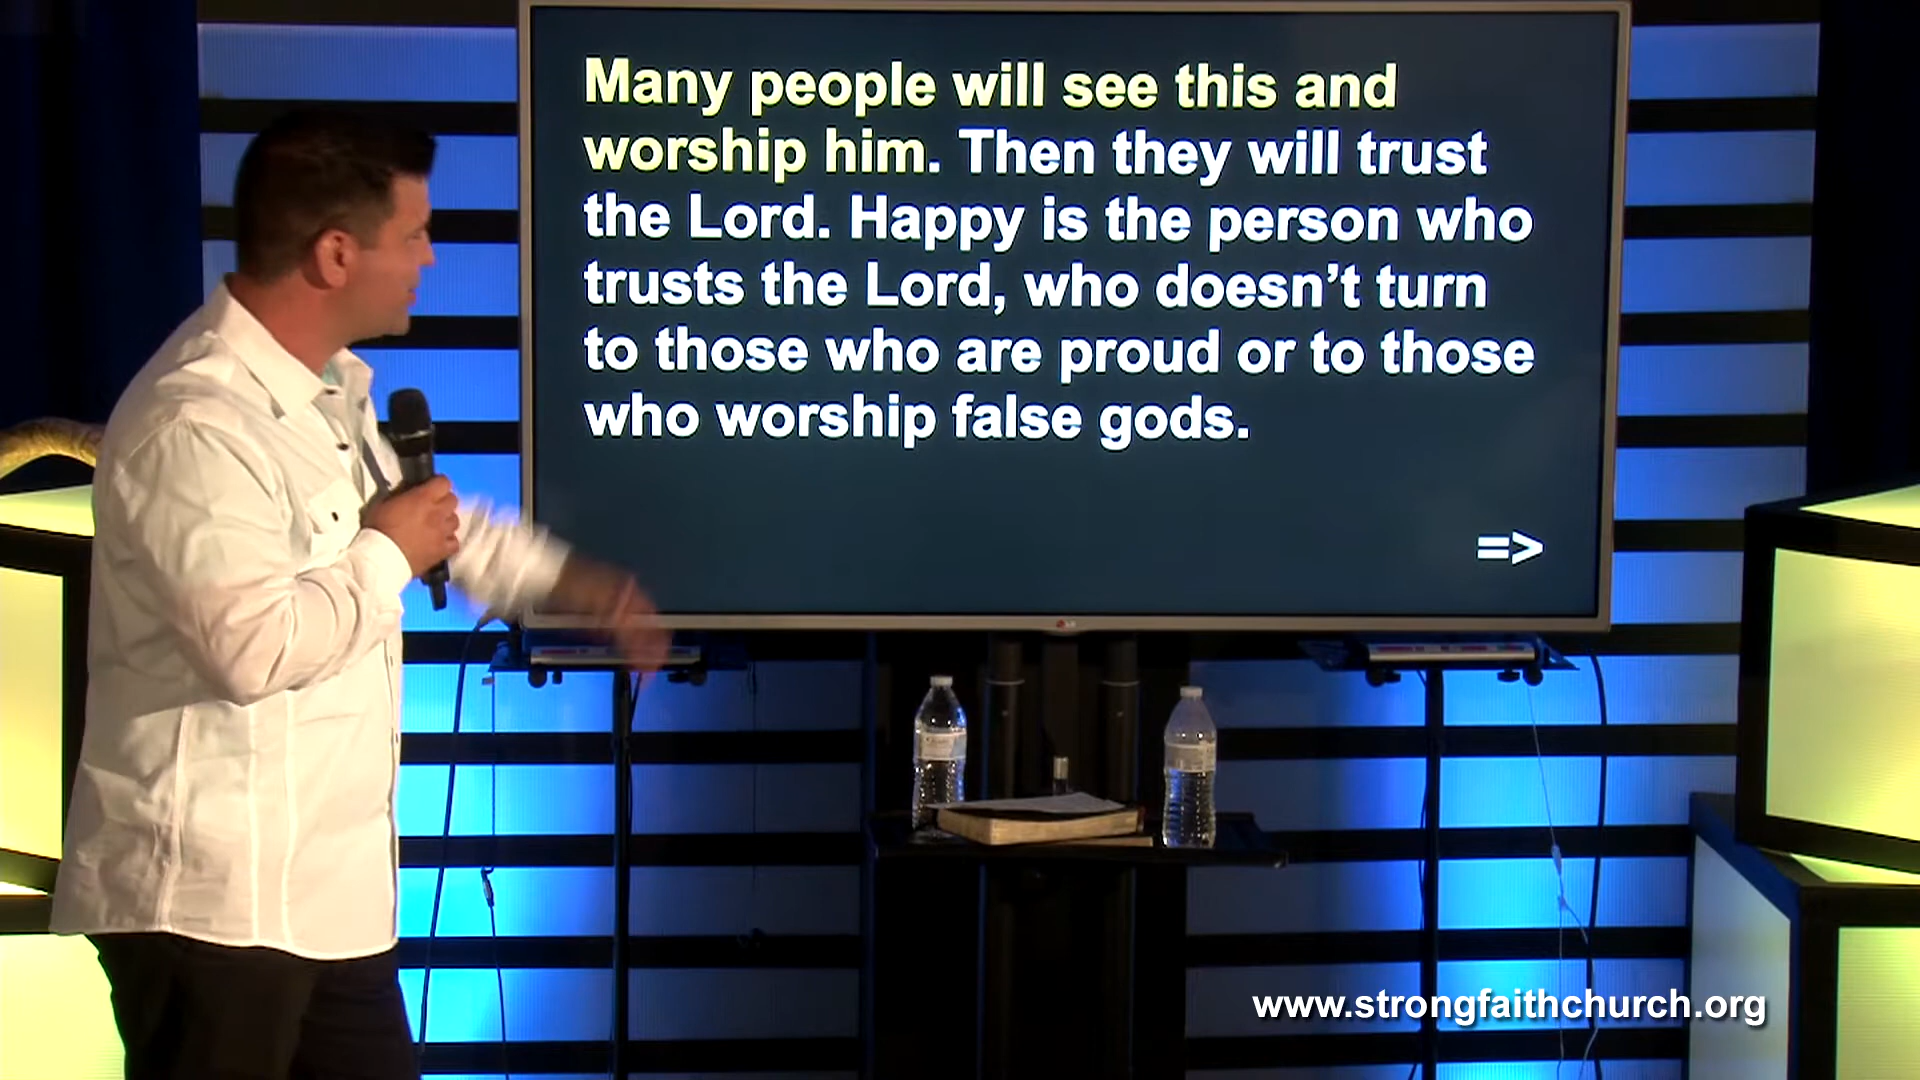 Many people will see this and
worship him. Then they will trust
the Lord. Happy is the person who
trusts the Lord, who doesn’t turn
to those who are proud or to those
who worship false gods.
=>
LG
www.strongfaithchurch.org